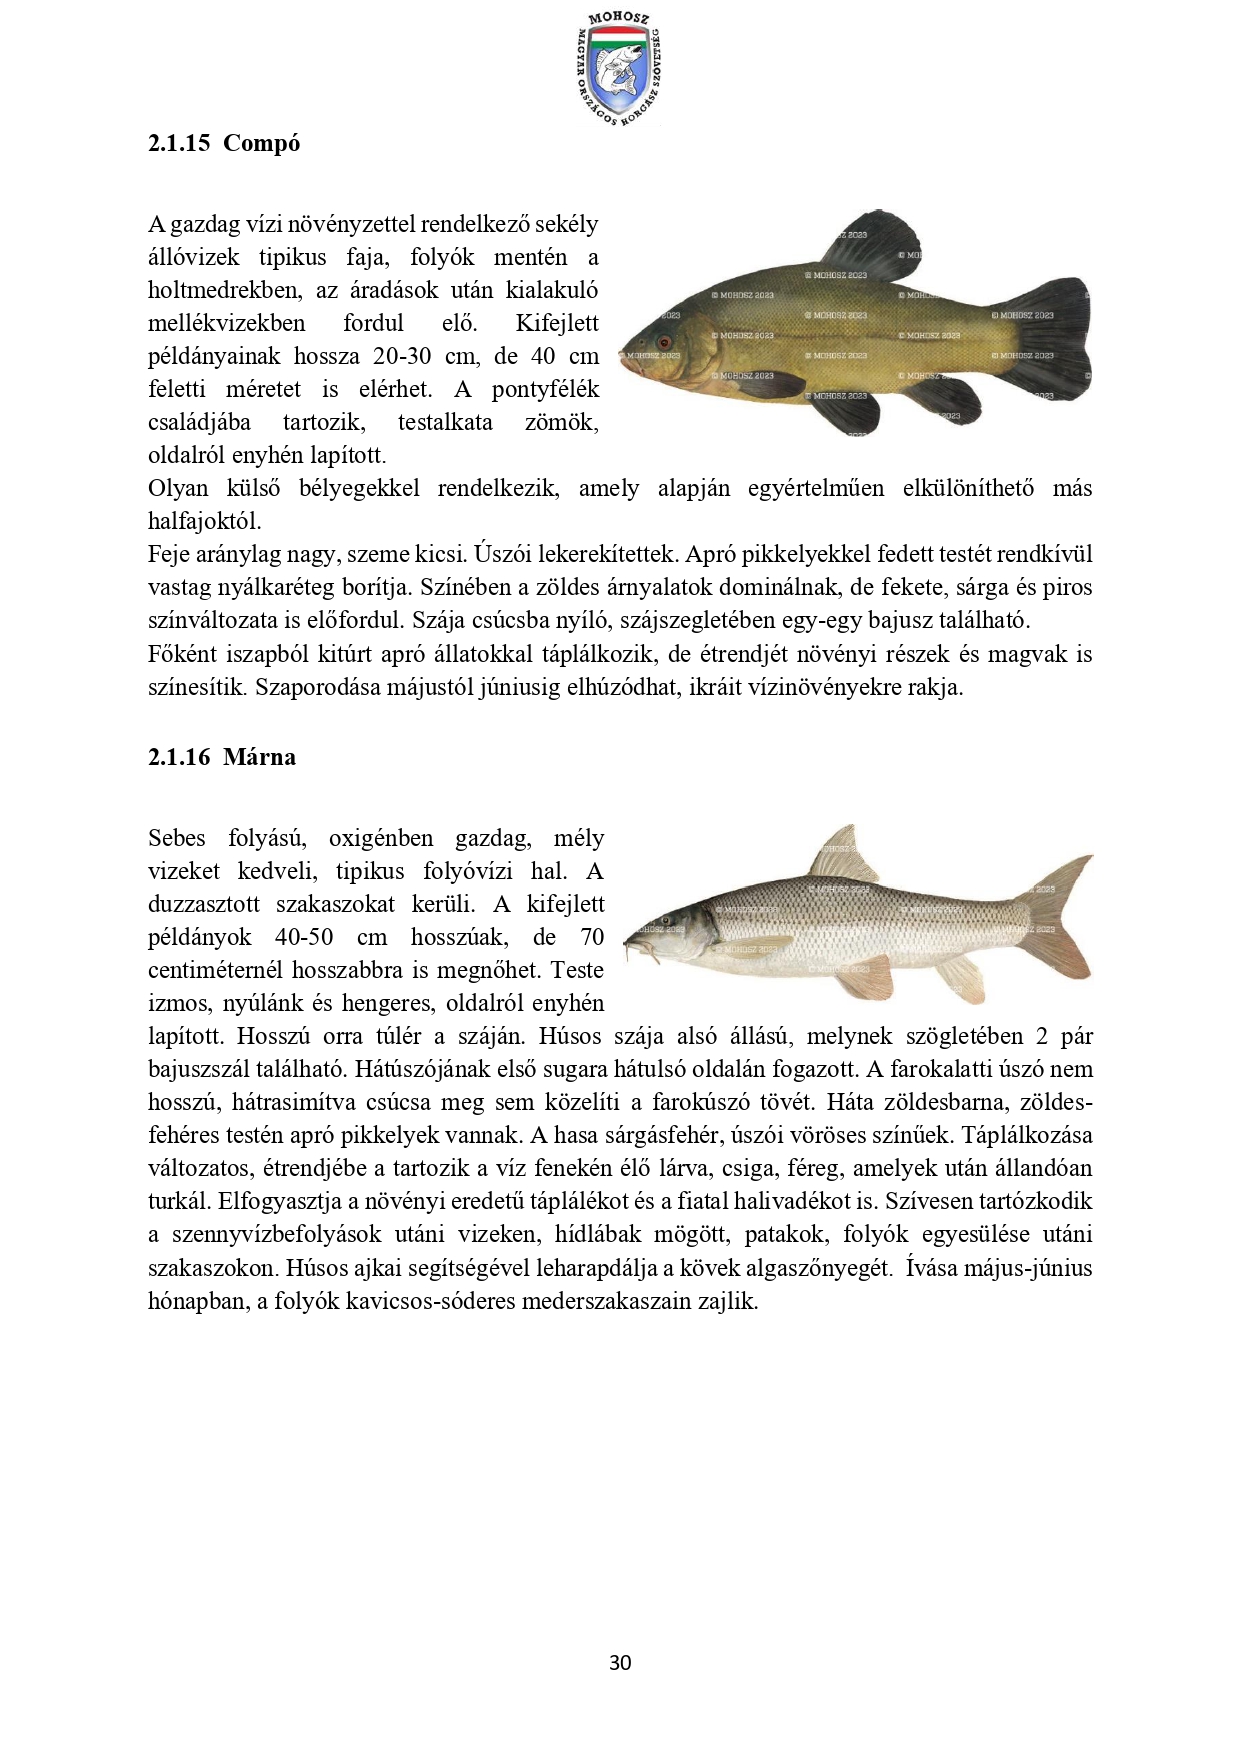 MOHOSZ
MAGYAR ORSZÁGOS HORGÁSZ SZÖVETSÉG
2.1.15 Compó
A gazdag vízi növényzettel rendelkező sekély
állóvizek tipikus faja, folyók mentén a
holtmedrekben, az áradások után kialakuló
mellékvizekben fordul elő. Kifejlett
példányainak hossza 20-30 cm, de 40 cm
feletti méretet is elérhet. A pontyfélék
családjába tartozik, testalkata zömök,
oldalról enyhén lapított.
© MOHOSZ 2023
Olyan külső bélyegekkel rendelkezik, amely alapján egyértelműen elkülöníthető más
halfajoktól.
Feje aránylag nagy, szeme kicsi. Úszói lekerekítettek. Apró pikkelyekkel fedett testét rendkívül
vastag nyálkaréteg borítja. Színében a zöldes árnyalatok dominálnak, de fekete, sárga és piros
színváltozata is előfordul. Szája csúcsba nyíló, szájszegletében egy-egy bajusz található.
Főként iszapból kitúrt apró állatokkal táplálkozik, de étrendjét növényi részek és magvak is
színesítik. Szaporodása májustól júniusig elhúzódhat, ikráit vízinövényekre rakja.
2.1.16 Márna
Sebes folyású, oxigénben gazdag, mély
vizeket kedveli, tipikus folyóvízi hal. A
duzzasztott szakaszokat kerüli. A kifejlett
példányok 40-50 cm hosszúak, de 70
centiméternél hosszabbra is megnőhet. Teste
izmos, nyúlánk és hengeres, oldalról enyhén
© MOHOSZ 2023
lapított. Hosszú orra túlér a száján. Húsos szája alsó állású, melynek szögletében 2 pár
bajuszszál található. Hátúszójának első sugara hátulsó oldalán fogazott. A farokalatti úszó nem
hosszú, hátrasimítva csúcsa meg sem közelíti a farokúszó tövét. Háta zöldesbarna, zöldes-
fehéres testén apró pikkelyek vannak. A hasa sárgásfehér, úszói vöröses színűek. Táplálkozása
változatos, étrendjébe a tartozik a víz fenekén élő lárva, csiga, féreg, amelyek után állandóan
turkál. Elfogyasztja a növényi eredetű táplálékot és a fiatal halivadékot is. Szívesen tartózkodik
a szennyvízbefolyások utáni vizeken, hídlábak mögött, patakok, folyók egyesülése utáni
szakaszokon. Húsos ajkai segítségével leharapdálja a kövek algaszőnyegét. Ívása május-június
hónapban, a folyók kavicsos-sóderes mederszakaszain zajlik.
30